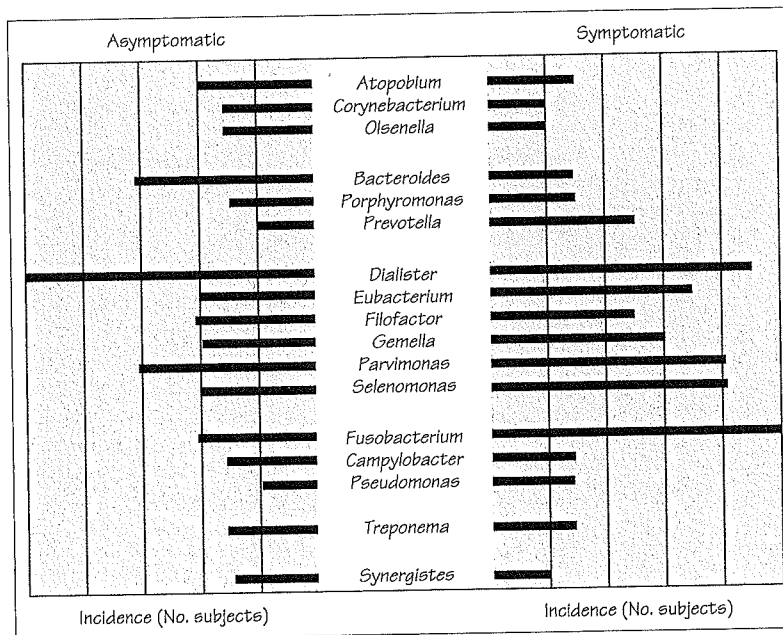 Asymptomatic
Symptomatic
Atopobium
Corynebacterium
Olsenella
Bacteroides
Porphyromonas
Prevotella
Dialister
Eubacterium
Filofactor
Gemella
Parvimonas
Selenomonas
Fusobacterium
Campylobacter
Pseudomonas
Treponema
Synergistes
Incidence (No. subjects)
Incidence (No. subjects)